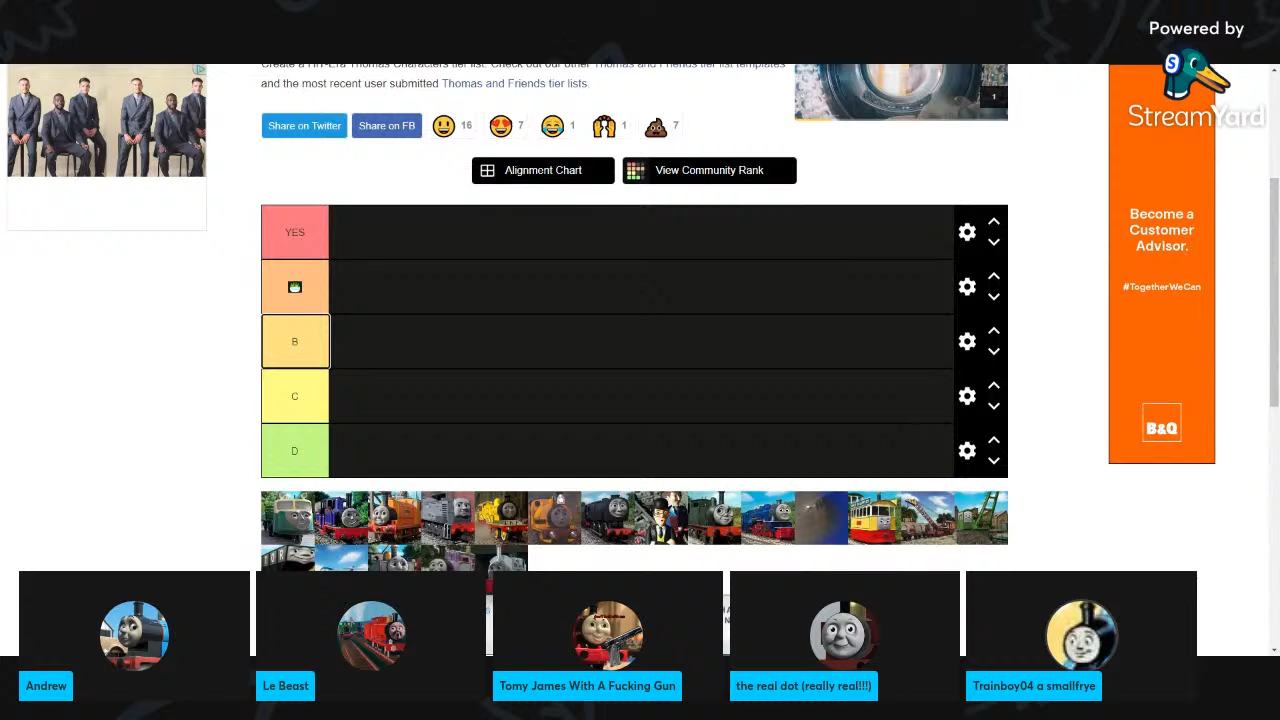 Powered by
StreamYard
Create a HiT-Era Thomas Characters tier list. Check out our other Thomas and Friends tier list templates
and the most recent user submitted Thomas and Friends tier lists.
1
Share on Twitter
Share on FB
16
7
1
1
7
Alignment Chart
View Community Rank
YES
B
C
D
Become a
Customer
Advisor.
#TogetherWeCan
B&Q
Andrew
Le Beast
Tomy James With A Fucking Gun
the real dot (really real!!!)
Trainboy04 a smallfrye